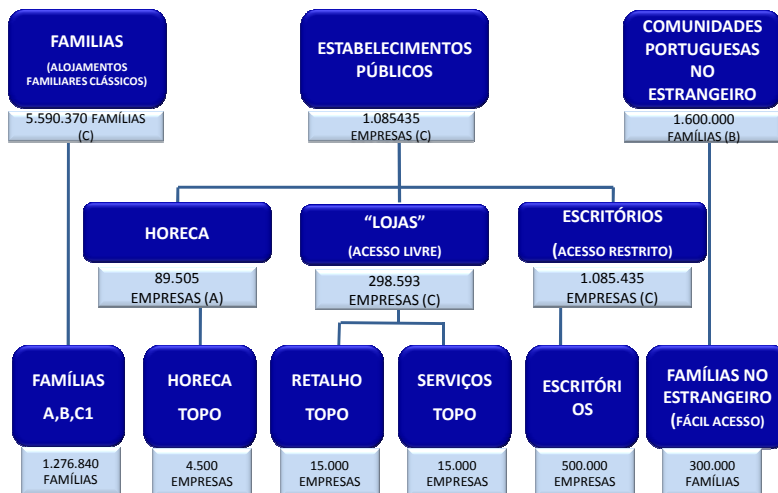 FAMILIAS
(ALOJAMENTOS
FAMILIARES CLÁSSICOS)
5.590.370 FAMÍLIAS
(C)
ESTABELECIMENTOS
PÚBLICOS
1.085435
EMPRESAS (C)
COMUNIDADES
PORTUGUESAS
NO
ESTRANGEIRO
1.600.000
FAMÍLIAS (B)
HORECA
89.505
EMPRESAS (A)
“LOJAS”
(ACESSO LIVRE)
298.593
EMPRESAS (C)
ESCRITÓRIOS
(ACESSO RESTRITO)
1.085.435
EMPRESAS (C)
FAMÍLIAS
A,B,C1
1.276.840
FAMÍLIAS
HORECA
TOPO
4.500
EMPRESAS
RETALHO
TOPO
15.000
EMPRESAS
SERVIÇOS
TOPO
15.000
EMPRESAS
ESCRITÓRI
OS
500.000
EMPRESAS
FAMÍLIAS NO
ESTRANGEIRO
(FÁCIL ACESSO)
300.000
FAMÍLIAS